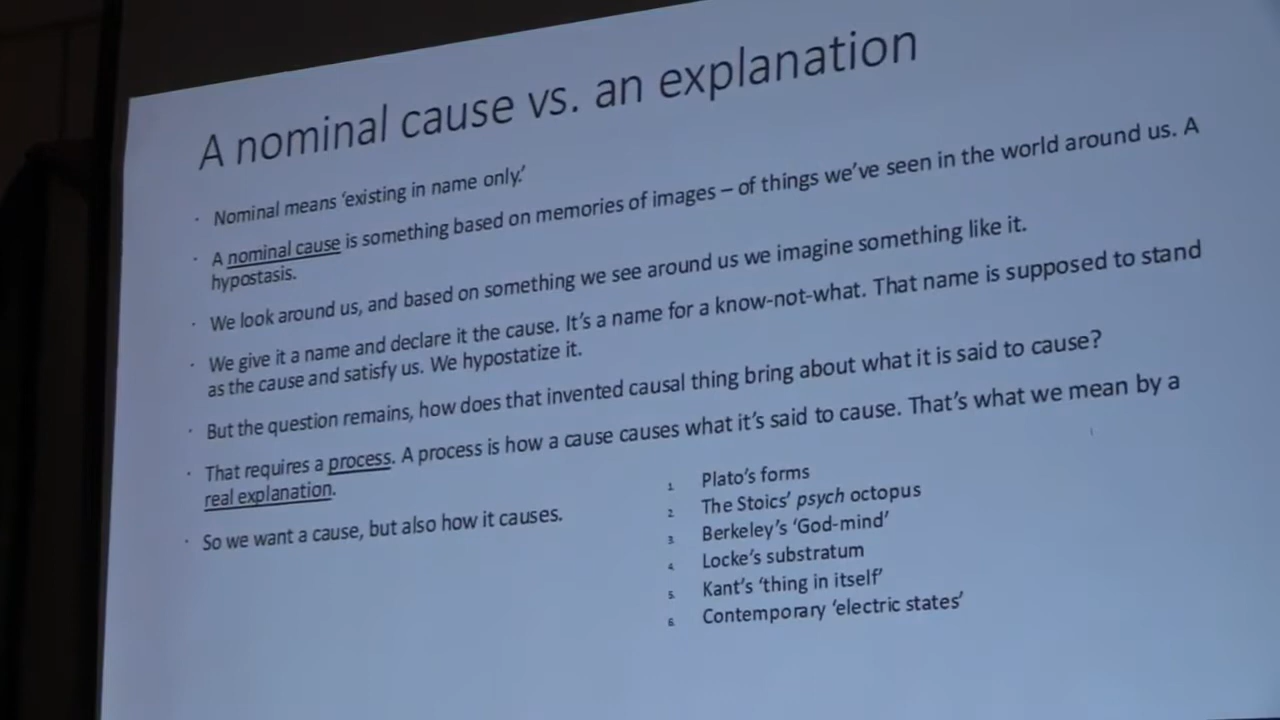 A nominal cause vs. an explanation
· Nominal means ‘existing in name only.’
· A nominal cause is something based on memories of images – of things we’ve seen in the world around us. A
hypostasis.
· We look around us, and based on something we see around us we imagine something like it.
· We give it a name and declare it the cause. It’s a name for a know-not-what. That name is supposed to stand
as the cause and satisfy us. We hypostatize it.
· But the question remains, how does that invented causal thing bring about what it is said to cause?
· That requires a process. A process is how a cause causes what it’s said to cause. That’s what we mean by a
real explanation.
· So we want a cause, but also how it causes.
1. Plato’s forms
2. The Stoics’ psych octopus
3. Berkeley’s ‘God-mind’
4. Locke’s substratum
5. Kant’s ‘thing in itself’
6. Contemporary ‘electric states’